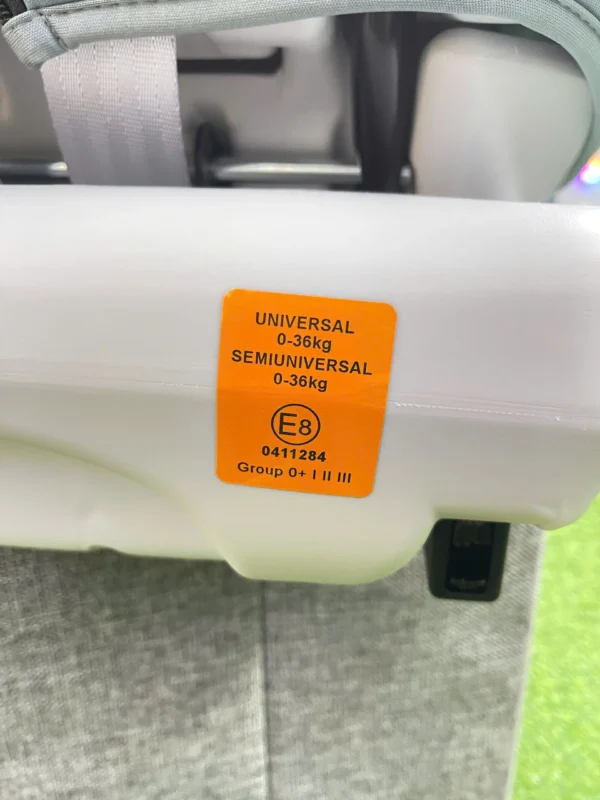 UNIVERSAL
0-36kg
SEMIUNIVERSAL
0-36kg
E8
0411284
Group 0+ I II III